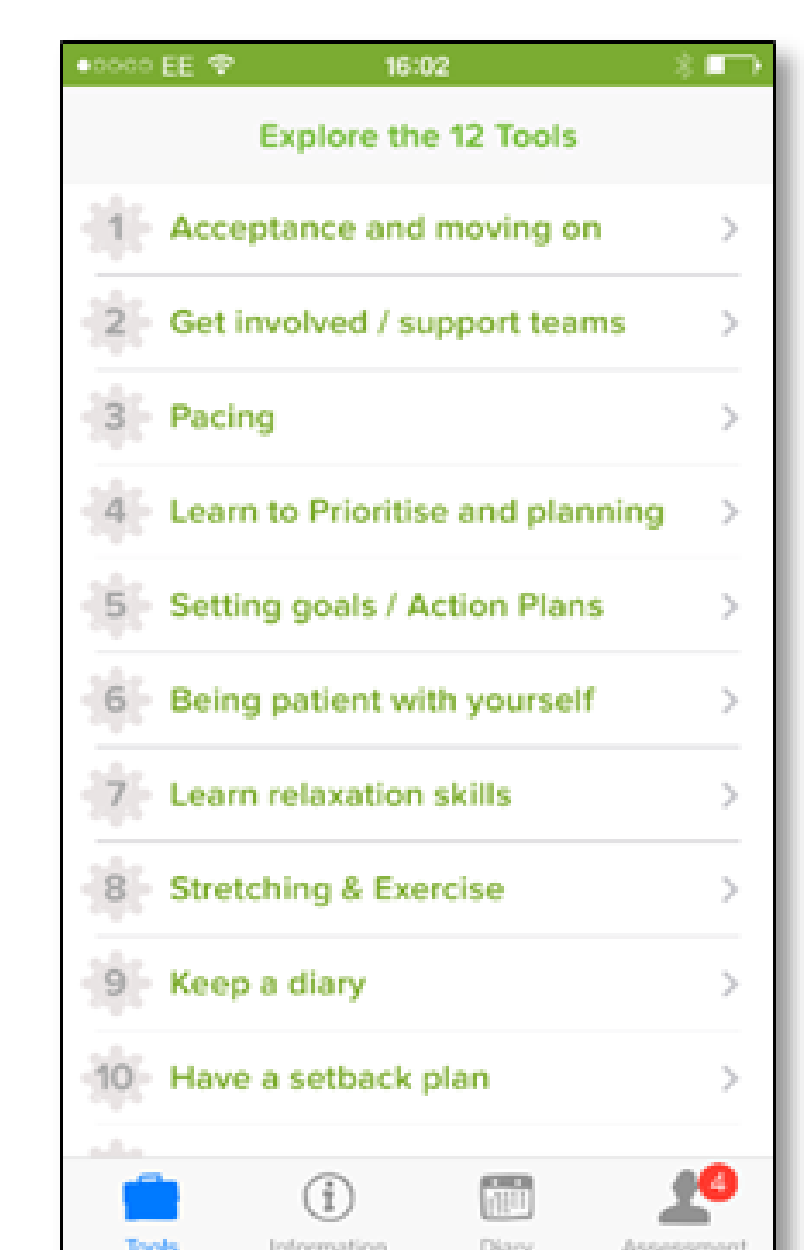 EE 16:02
Explore the 12 Tools
1 Acceptance and moving on
2 Get involved / support teams
3 Pacing
4 Learn to Prioritise and planning
5 Setting goals / Action Plans
6 Being patient with yourself
7 Learn relaxation skills
8 Stretching & Exercise
9 Keep a diary
10 Have a setback plan
4
Tools Information Diary Assessment